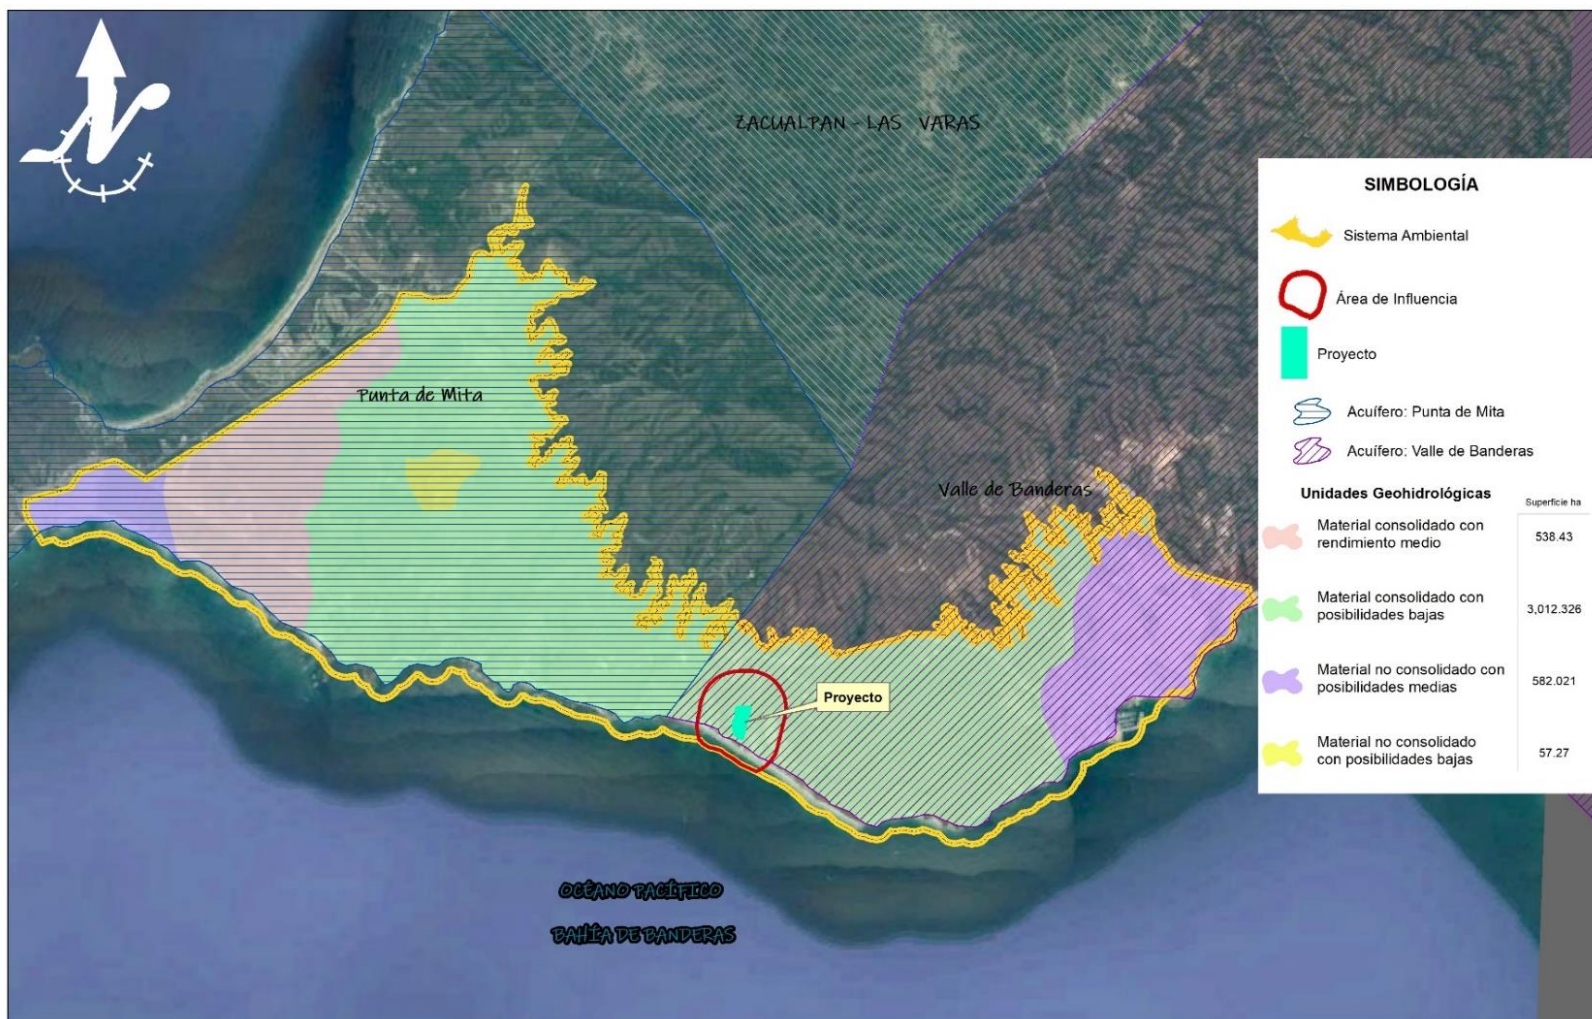 ZACUALPAN - LAS VARAS
Punta de Mita
Valle de Banderas
Proyecto
OCÉANO PACÍFICO
BAHÍA DE BANDERAS
SIMBOLOGÍA
Sistema Ambiental
Área de Influencia
Proyecto
Acuífero: Punta de Mita
Acuífero: Valle de Banderas
Unidades Geohidrológicas
Superficie ha
Material consolidado con
rendimiento medio
538.43
Material consolidado con
posibilidades bajas
3,012.326
Material no consolidado con
posibilidades medias
582.021
Material no consolidado
con posibilidades bajas
57.27